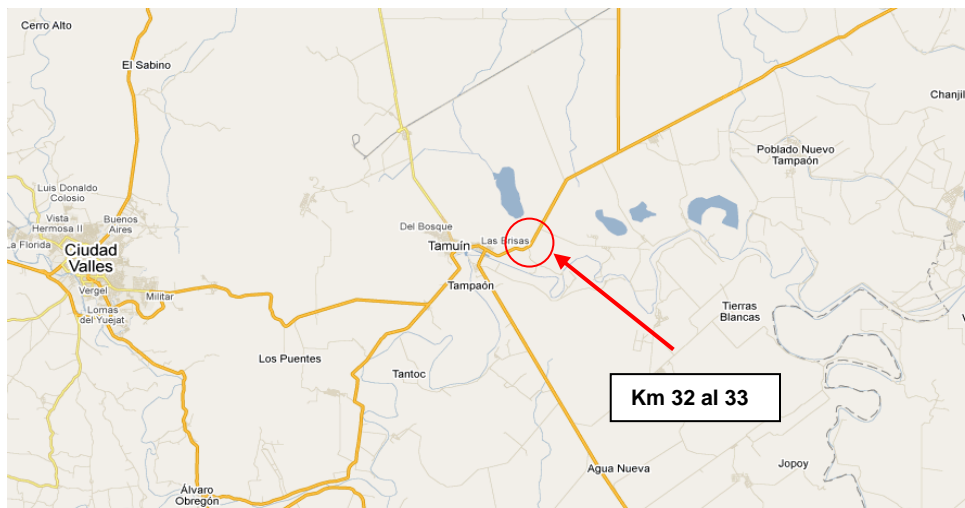 Cerro Alto
El Sabino
Chanjil
Poblado Nuevo
Tampaón
Luis Donaldo
Colosio
Vista
Hermosa II
Buenos
Aires
La Florida
Ciudad
Valles
Del Bosque
Tamuín
Las Brisas
Tampaón
Vergel
Militar
Lomas
del Yuejat
Tierras
Blancas
Los Puentes
Tantoc
Km 32 al 33
Agua Nueva
Jopoy
Álvaro
Obregón